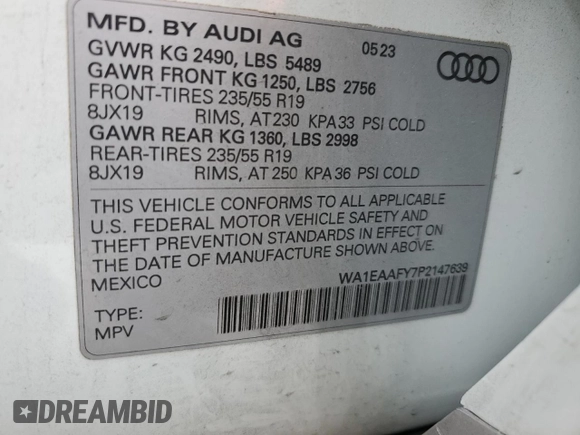 MFD. BY AUDI AG 05 23
GVWR KG 2490, LBS 5489
GAWR FRONT KG 1250, LBS 2756
FRONT-TIRES 235/55 R19
8JX19 RIMS, AT 230 KPA 33 PSI COLD
GAWR REAR KG 1360, LBS 2998
REAR-TIRES 235/55 R19
8JX19 RIMS, AT 250 KPA 36 PSI COLD
THIS VEHICLE CONFORMS TO ALL APPLICABLE
U.S. FEDERAL MOTOR VEHICLE SAFETY AND
THEFT PREVENTION STANDARDS IN EFFECT ON
THE DATE OF MANUFACTURE SHOWN ABOVE.
MEXICO
WA1EAAFY7P2147639
TYPE:
MPV
DREAMBID